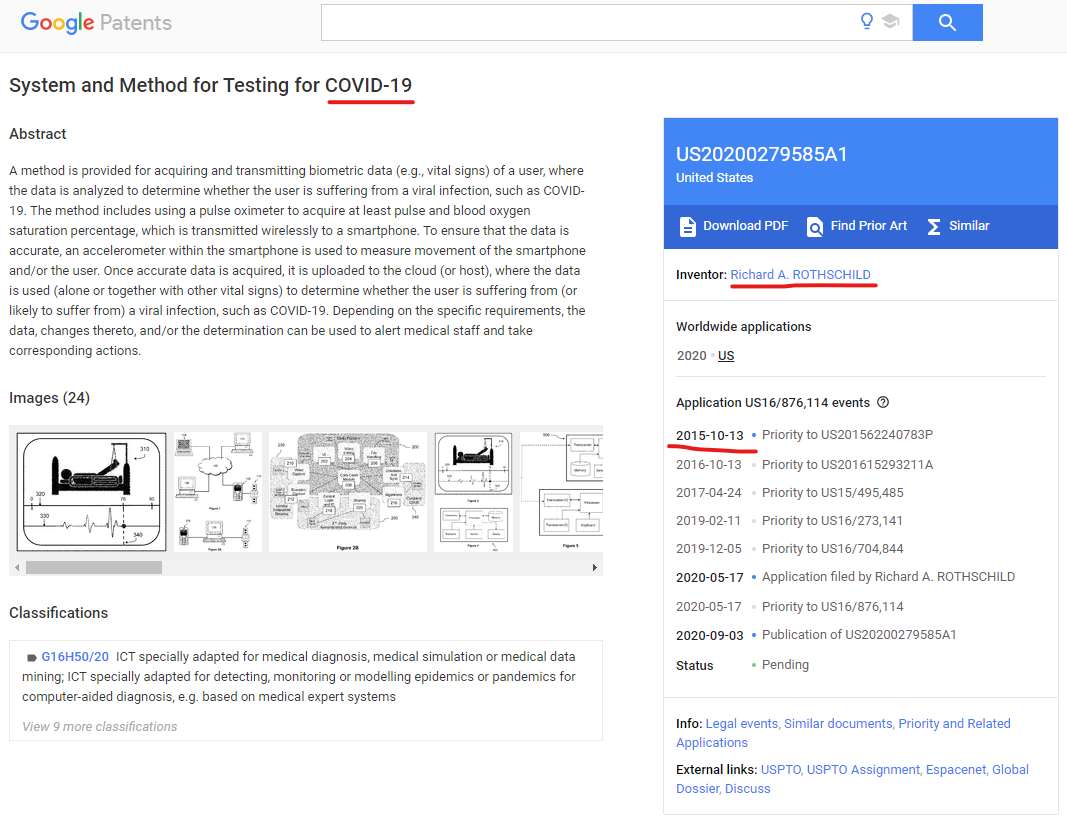 Google Patents
System and Method for Testing for COVID-19
Abstract
A method is provided for acquiring and transmitting biometric data (e.g., vital signs) of a user, where
the data is analyzed to determine whether the user is suffering from a viral infection, such as COVID-
19. The method includes using a pulse oximeter to acquire at least pulse and blood oxygen
saturation percentage, which is transmitted wirelessly to a smartphone. To ensure that the data is
accurate, an accelerometer within the smartphone is used to measure movement of the smartphone
and/or the user. Once accurate data is acquired, it is uploaded to the cloud (or host), where the data
is used (alone or together with other vital signs) to determine whether the user is suffering from (or
likely to suffer from) a viral infection, such as COVID-19. Depending on the specific requirements, the
data, changes thereto, and/or the determination can be used to alert medical staff and take
corresponding actions.
Images (24)
310
320
0
75
90
330
340
Figure 2B
Classifications
G16H50/20 ICT specially adapted for medical diagnosis, medical simulation or medical data
mining; ICT specially adapted for detecting, monitoring or modelling epidemics or pandemics for
computer-aided diagnosis, e.g. based on medical expert systems
View 9 more classifications
US20200279585A1
United States
Download PDF Find Prior Art Similar
Inventor: Richard A. ROTHSCHILD
Worldwide applications
2020 US
Application US16/876,114 events
2015-10-13 Priority to US201562240783P
2016-10-13 Priority to US201615293211A
2017-04-24 Priority to US15/495,485
2019-02-11 Priority to US16/273,141
2019-12-05 Priority to US16/704,844
2020-05-17 Application filed by Richard A. ROTHSCHILD
2020-05-17 Priority to US16/876,114
2020-09-03 Publication of US20200279585A1
Status Pending
Info: Legal events, Similar documents, Priority and Related
Applications
External links: USPTO, USPTO Assignment, Espacenet, Global
Dossier, Discuss